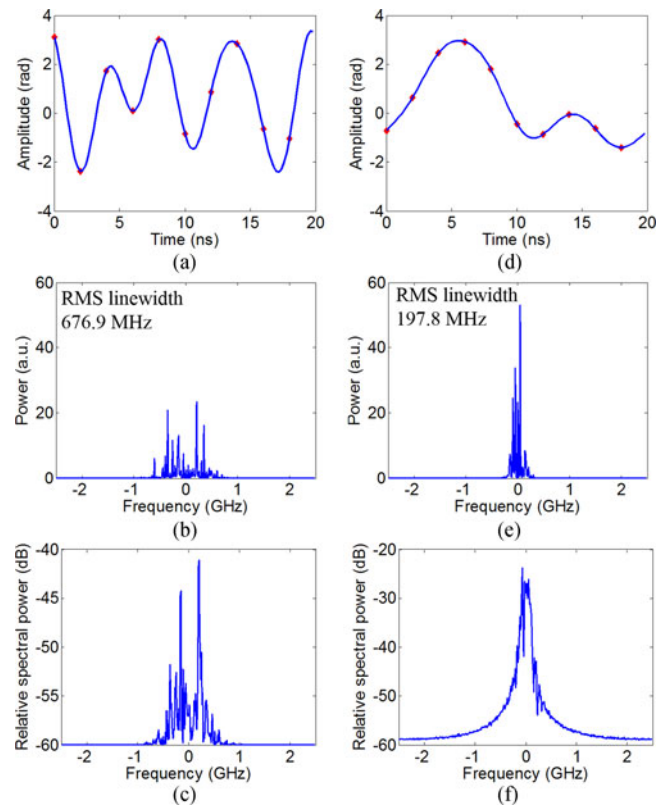 4
2
0
-2
-4
Amplitude (rad)
0 5 10 15 20
Time (ns)
(a)
4
2
0
-2
-4
Amplitude (rad)
0 5 10 15 20
Time (ns)
(d)
60
40
20
0
Power (a.u.)
RMS linewidth
676.9 MHz
-2 -1 0 1 2
Frequency (GHz)
(b)
60
40
20
0
Power (a.u.)
RMS linewidth
197.8 MHz
-2 -1 0 1 2
Frequency (GHz)
(e)
-40
-45
-50
-55
-60
Relative spectral power (dB)
-2 -1 0 1 2
Frequency (GHz)
(c)
-20
-30
-40
-50
-60
Relative spectral power (dB)
-2 -1 0 1 2
Frequency (GHz)
(f)